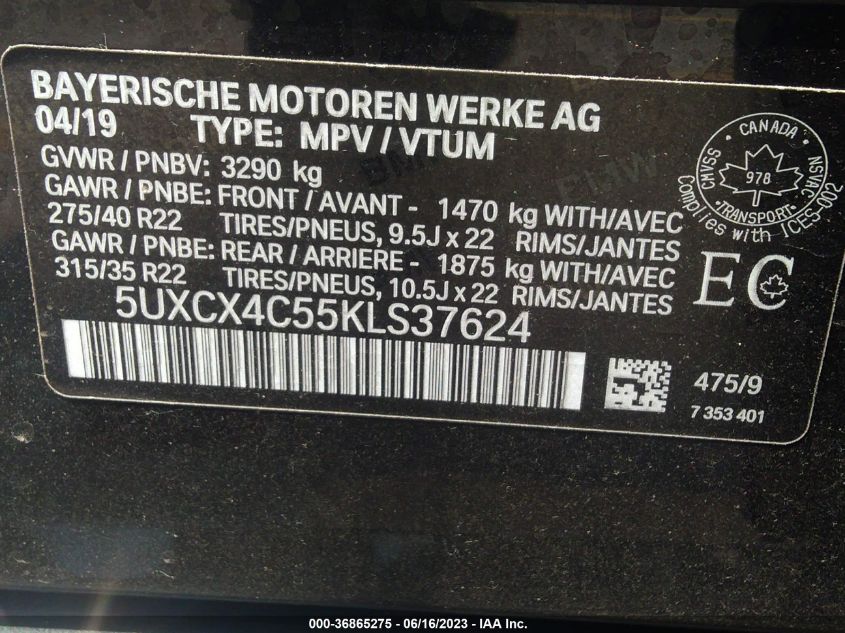 BAYERISCHE MOTOREN WERKE AG
04/19 TYPE: MPV / VTUM
GVWR / PNBV: 3290 kg
GAWR / PNBE: FRONT / AVANT - 1470 kg WITH/AVEC
275/40 R22 TIRES/PNEUS, 9.5J x 22 RIMS/JANTES
GAWR / PNBE: REAR / ARRIERE - 1875 kg WITH/AVEC
315/35 R22 TIRES/PNEUS, 10.5J x 22 RIMS/JANTES
5UXCX4C55KLS37624
CANADA
CMVSS NSVAC
978
TRANSPORT
Complies with ICES-002
EC
475/9
7 353 401
BMW
000-36865275 - 06/16/2023 - IAA Inc.